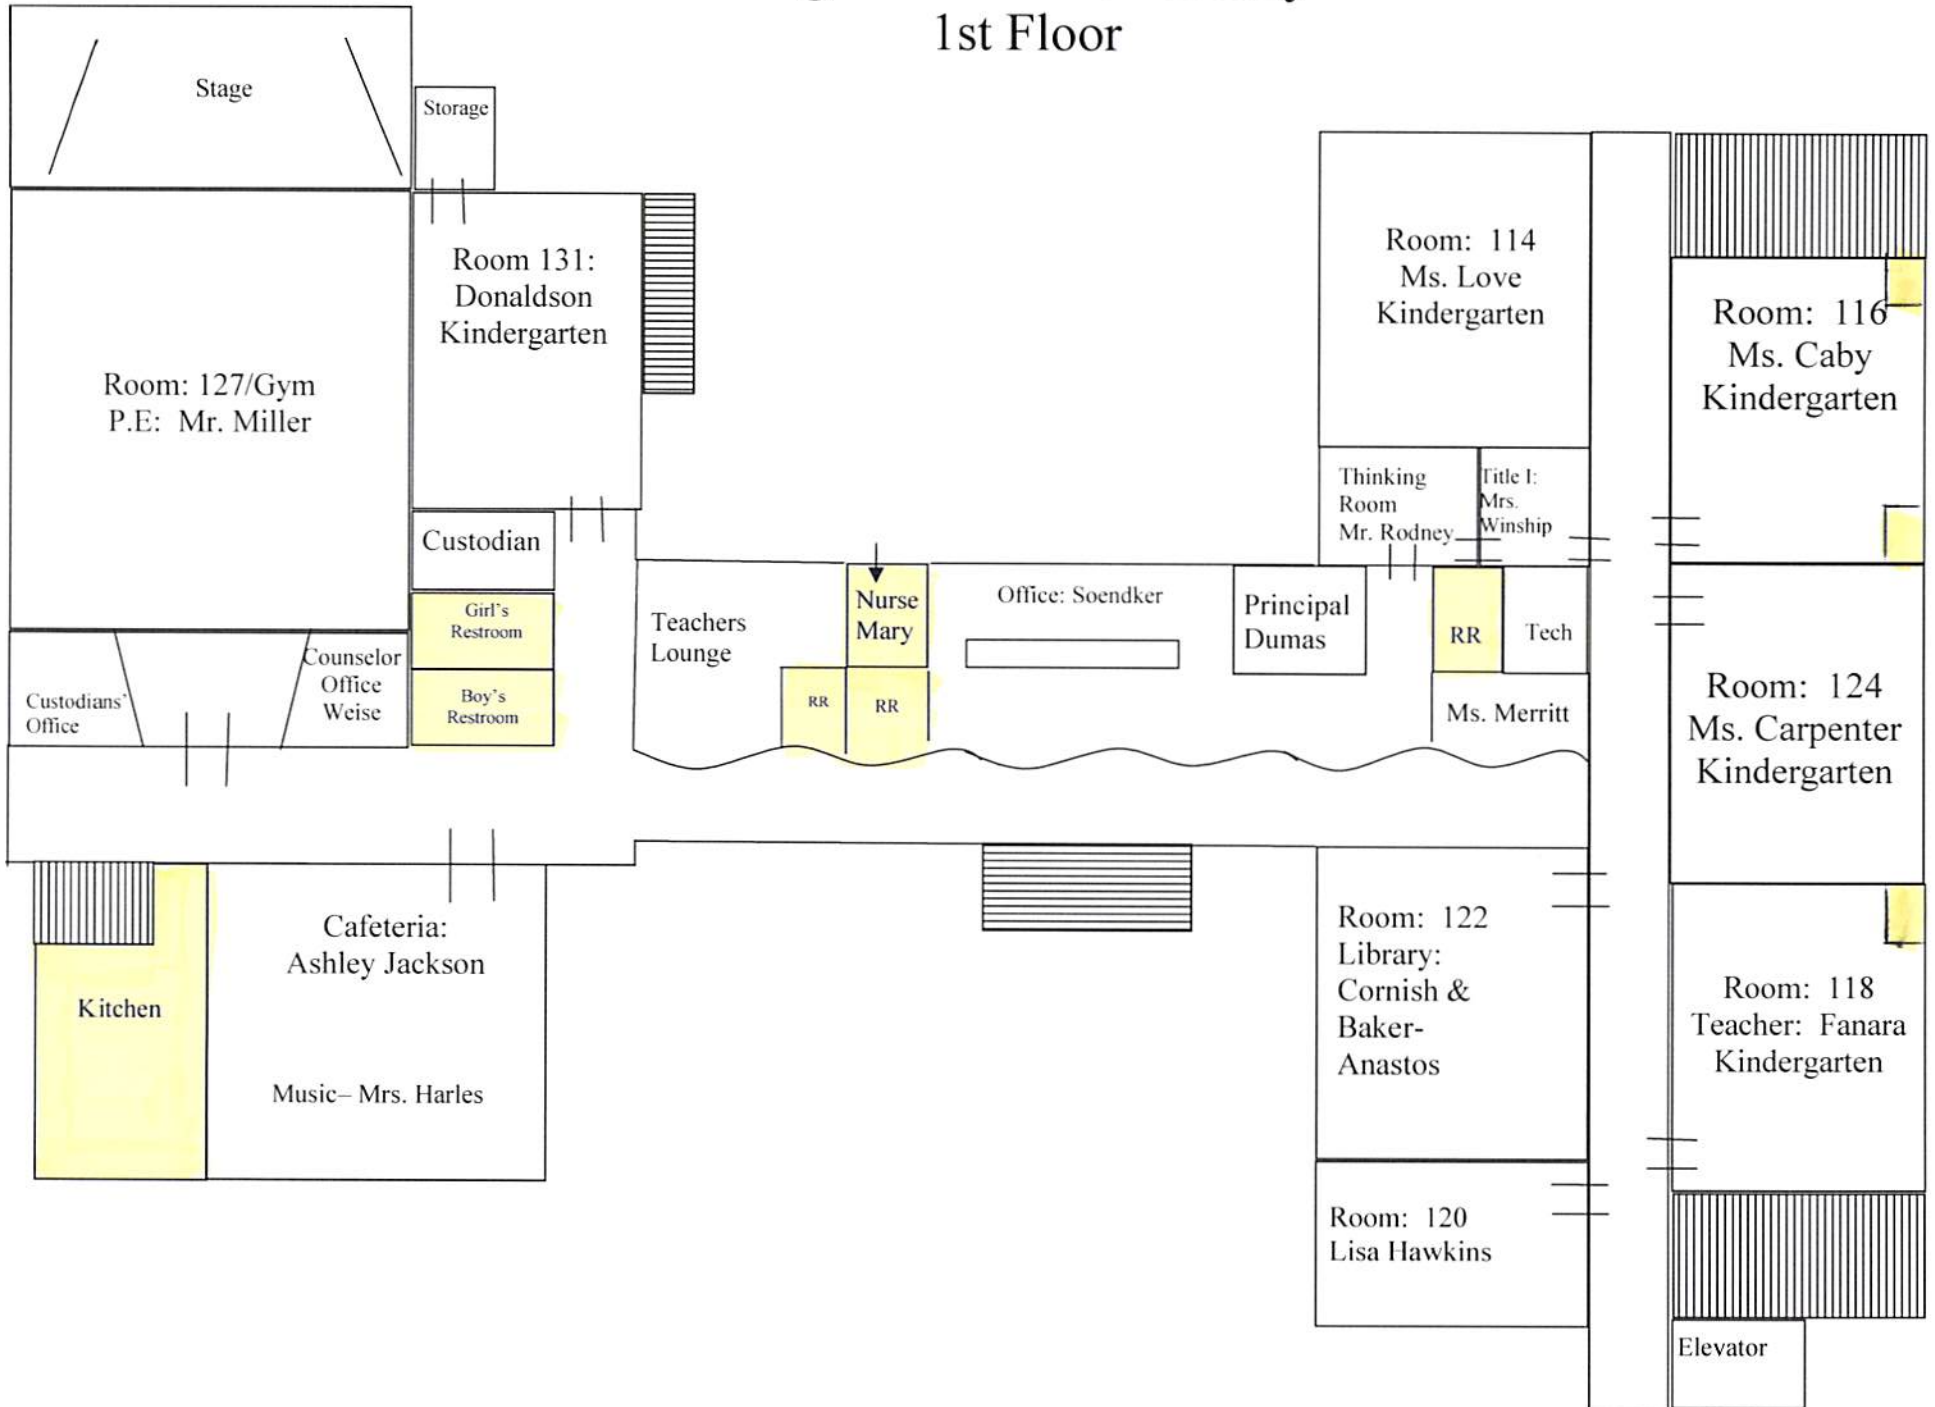 1st Floor
Stage
Storage
Room 131:
Donaldson
Kindergarten
Room: 127/Gym
P.E: Mr. Miller
Custodian
Girl's
Restroom
Boy's
Restroom
Custodians'
Office
Counselor
Office
Weise
Teachers
Lounge
Nurse
Mary
RR
RR
Office: Soendker
Principal
Dumas
Room: 114
Ms. Love
Kindergarten
Thinking
Room
Mr. Rodney
Title I:
Mrs.
Winship
RR
Tech
Ms. Merritt
Room: 116
Ms. Caby
Kindergarten
Room: 124
Ms. Carpenter
Kindergarten
Room: 118
Teacher: Fanara
Kindergarten
Kitchen
Cafeteria:
Ashley Jackson
Music– Mrs. Harles
Room: 122
Library:
Cornish &
Baker-
Anastos
Room: 120
Lisa Hawkins
Elevator